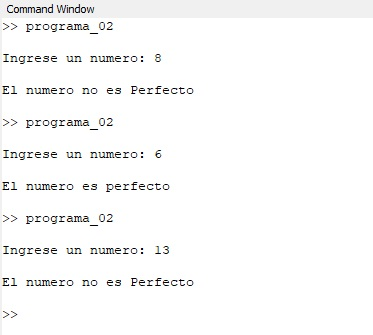 Command Window
>> programa_02
Ingrese un numero: 8
El numero no es Perfecto
>> programa_02
Ingrese un numero: 6
El numero es perfecto
>> programa_02
Ingrese un numero: 13
El numero no es Perfecto
>>